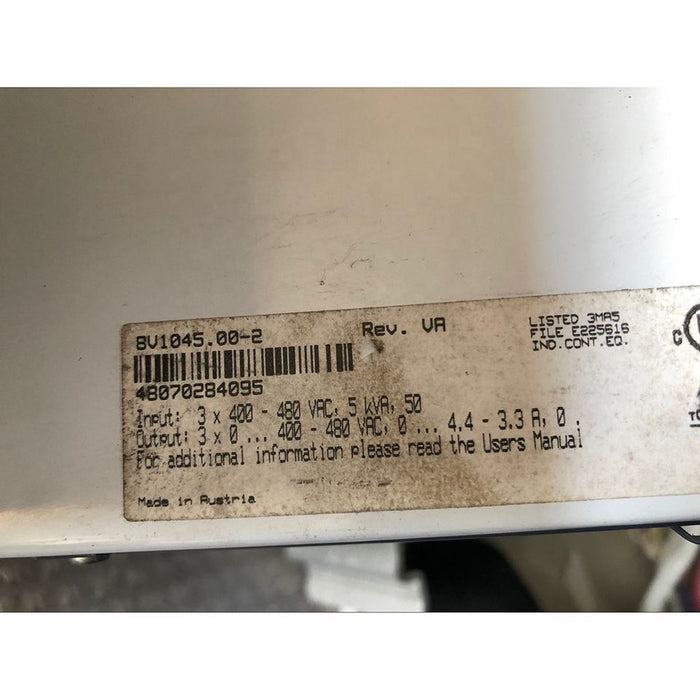 8V1045.00-2
Rev. VA
LISTED 3MA5
FILE E225616
IND.CONT.EQ.
C
48070284095
Input: 3 x 400 - 480 VAC, 5 kVA, 50
Output: 3 x 0 ... 400 - 480 VAC, 0 ... 4.4 - 3.3 A, 0 .
For additional information please read the Users Manual
Made in Austria